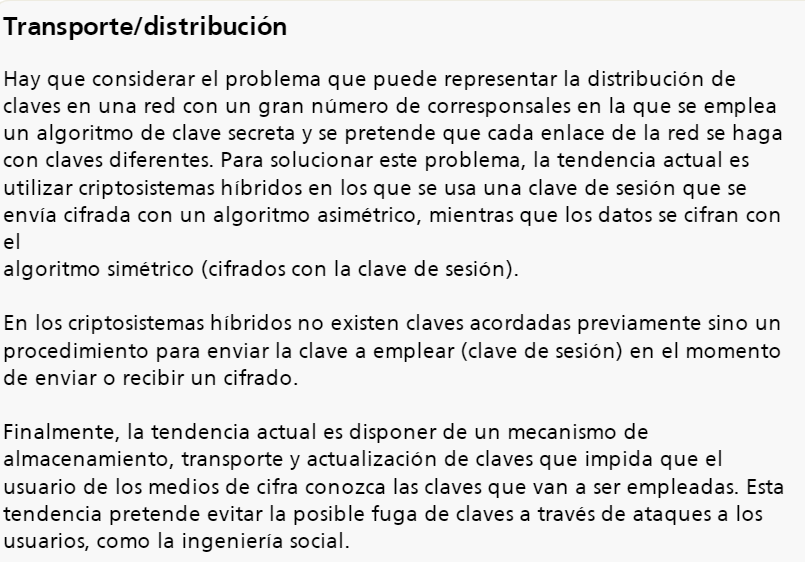 Transporte/distribución
Hay que considerar el problema que puede representar la distribución de
claves en una red con un gran número de corresponsales en la que se emplea
un algoritmo de clave secreta y se pretende que cada enlace de la red se haga
con claves diferentes. Para solucionar este problema, la tendencia actual es
utilizar criptosistemas híbridos en los que se usa una clave de sesión que se
envía cifrada con un algoritmo asimétrico, mientras que los datos se cifran con
el
algoritmo simétrico (cifrados con la clave de sesión).
En los criptosistemas híbridos no existen claves acordadas previamente sino un
procedimiento para enviar la clave a emplear (clave de sesión) en el momento
de enviar o recibir un cifrado.
Finalmente, la tendencia actual es disponer de un mecanismo de
almacenamiento, transporte y actualización de claves que impida que el
usuario de los medios de cifra conozca las claves que van a ser empleadas. Esta
tendencia pretende evitar la posible fuga de claves a través de ataques a los
usuarios, como la ingeniería social.